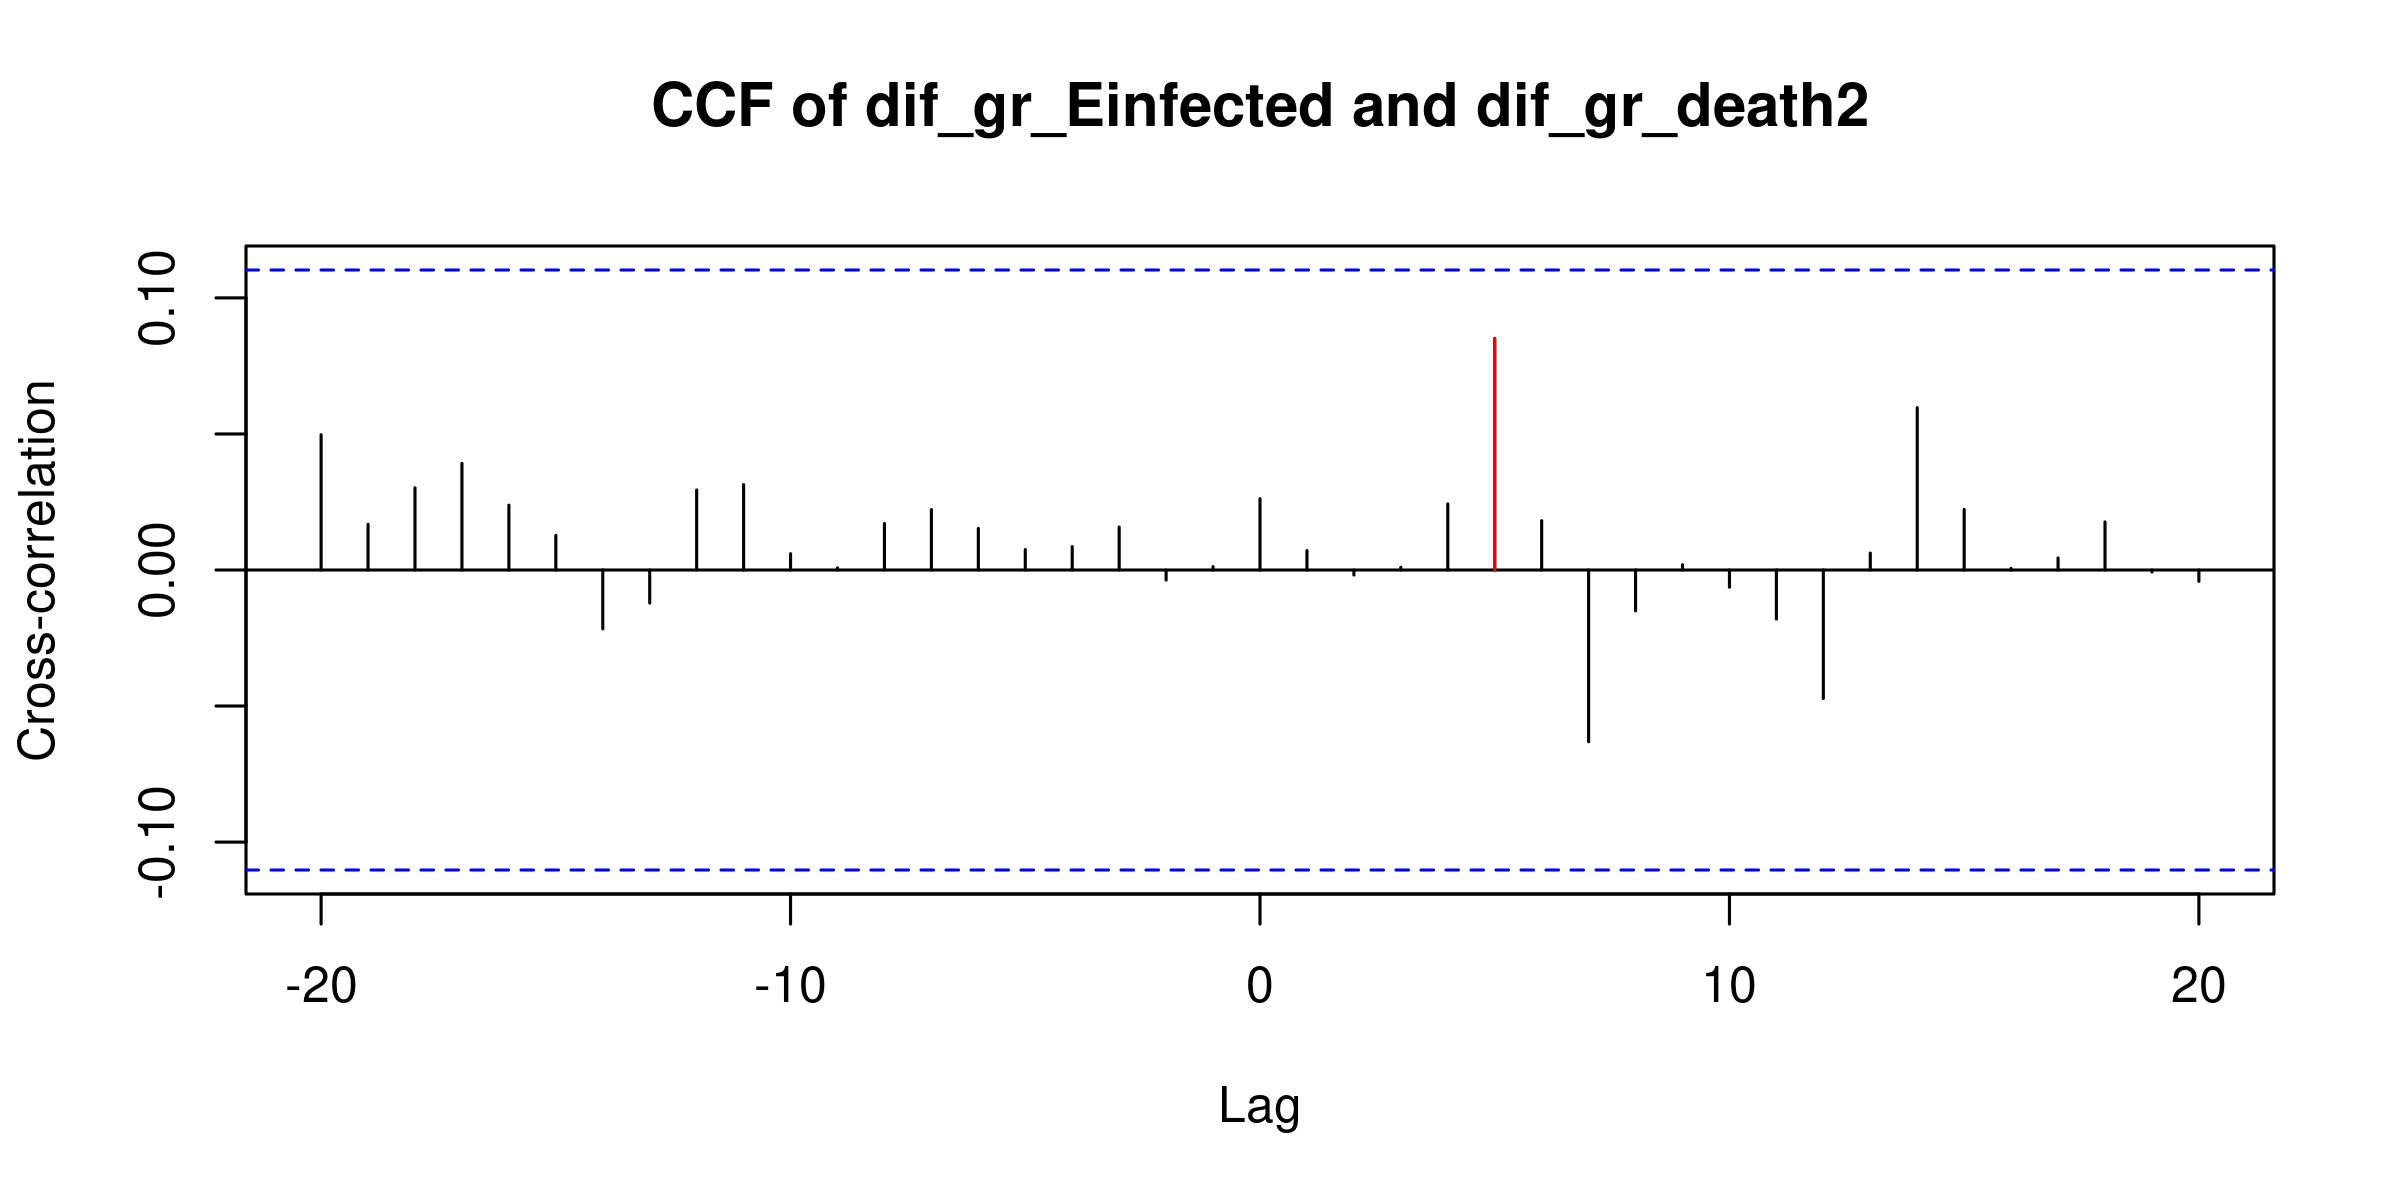 CCF of dif_gr_Einfected and dif_gr_death2
Cross-correlation
0.10
0.00
-0.10
-20
-10
0
10
20
Lag